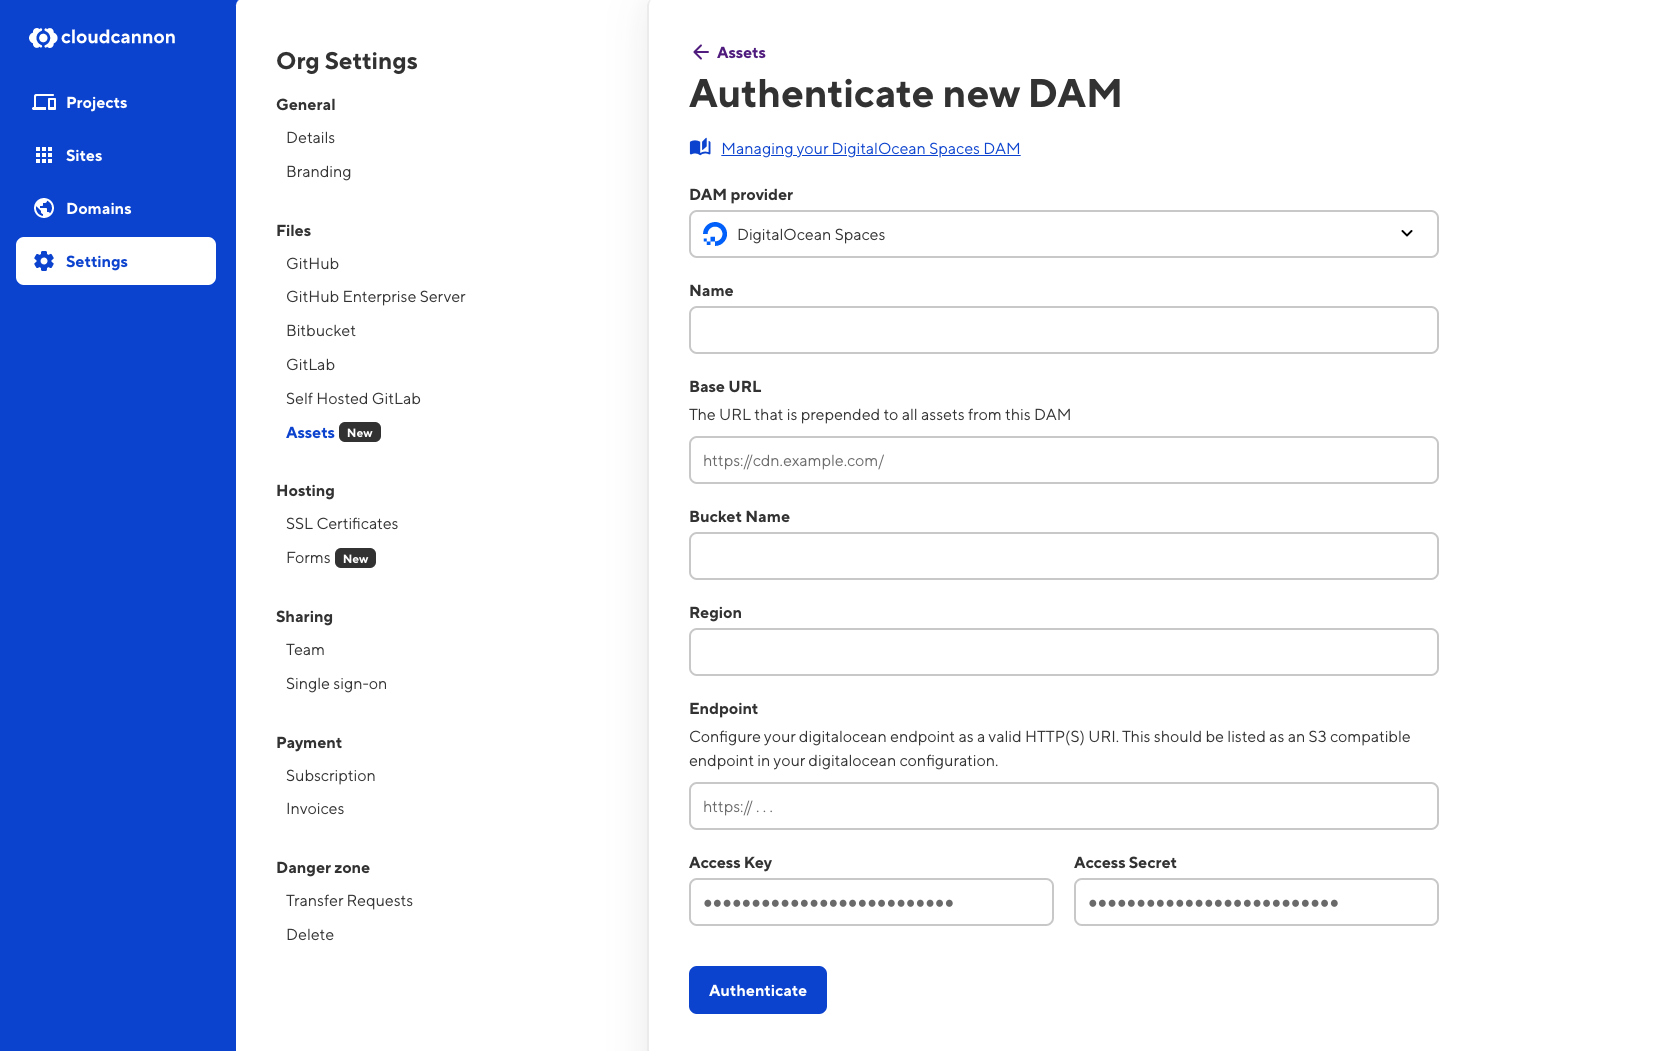 cloudcannon
Projects
Sites
Domains
Settings
Org Settings
General
Details
Branding
Files
GitHub
GitHub Enterprise Server
Bitbucket
GitLab
Self Hosted GitLab
Assets New
Hosting
SSL Certificates
Forms New
Sharing
Team
Single sign-on
Payment
Subscription
Invoices
Danger zone
Transfer Requests
Delete
Assets
Authenticate new DAM
Managing your DigitalOcean Spaces DAM
DAM provider
DigitalOcean Spaces
Name
Base URL
The URL that is prepended to all assets from this DAM
https://cdn.example.com/
Bucket Name
Region
Endpoint
Configure your digitalocean endpoint as a valid HTTP(S) URI. This should be listed as an S3 compatible
endpoint in your digitalocean configuration.
https:// . . .
Access Key Access Secret
•••••••••••••••••••••••••• ••••••••••••••••••••••••••
Authenticate